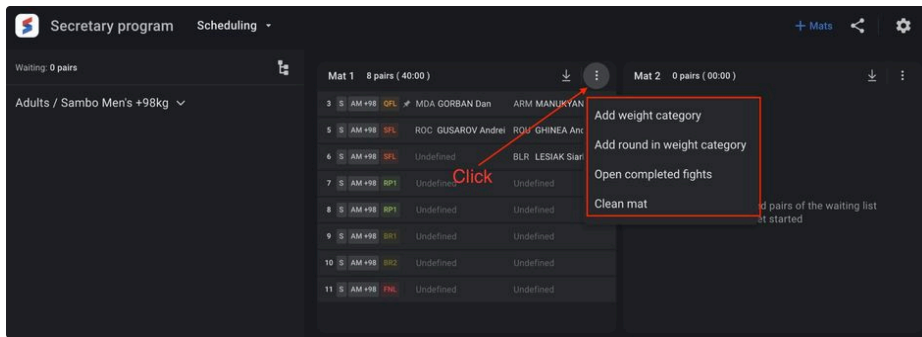 Secretary program Scheduling + Mats
Waiting: 0 pairs
Adults / Sambo Men's +98kg
Mat 1 8 pairs ( 40:00 )
3 S AM +98 QFL MDA GORBAN Dan ARM MANUKYAN
5 S AM +98 SFL ROC GUSAROV Andrei ROU GHINEA
6 S AM +98 SFL Undefined BLR LESIAK
7 S AM +98 RP1 Undefined Undefined
8 S AM +98 RP1 Undefined Undefined
9 S AM +98 BR1 Undefined Undefined
10 S AM +98 BR2 Undefined Undefined
11 S AM +98 FNL Undefined Undefined
Click
Mat 2 0 pairs ( 00:00 )
Add weight category
Add round in weight category
Open completed fights
Clean mat
pairs of the waiting list
started